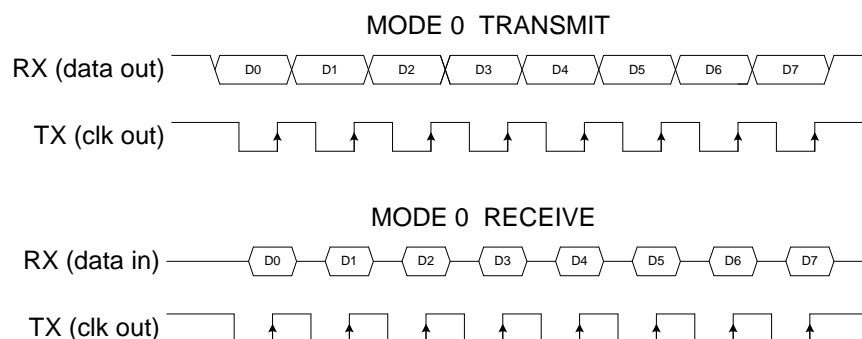 MODE 0 TRANSMIT
RX (data out) D0 D1 D2 D3 D4 D5 D6 D7
TX (clk out)
MODE 0 RECEIVE
RX (data in) D0 D1 D2 D3 D4 D5 D6 D7
TX (clk out)